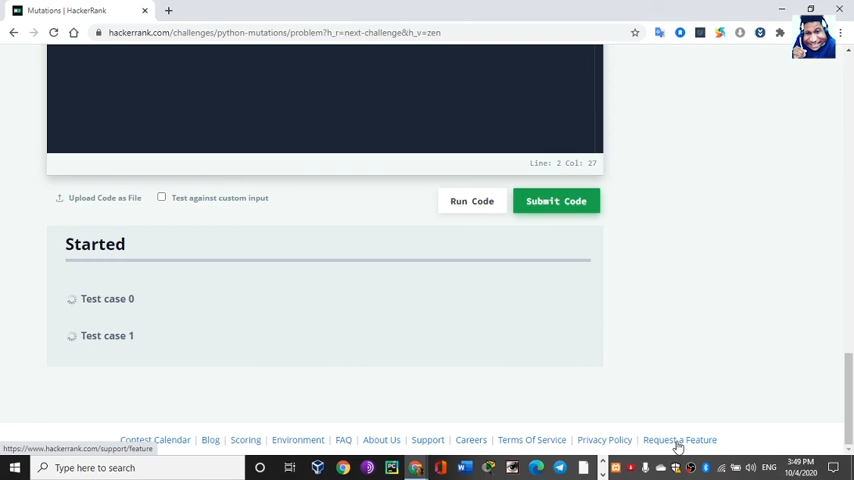 Mutations | HackerRank
hackerrank.com/challenges/python-mutations/problem?h_r=next-challenge&h_v=zen
Line: 2 Col: 27
Upload Code as File
Test against custom input
Run Code
Submit Code
Started
Test case 0
Test case 1
Contest Calendar | Blog | Scoring | Environment | FAQ | About Us | Support | Careers | Terms Of Service | Privacy Policy | Request a Feature
https://www.hackerrank.com/support/feature
Type here to search
ENG
3:49 PM
10/4/2020